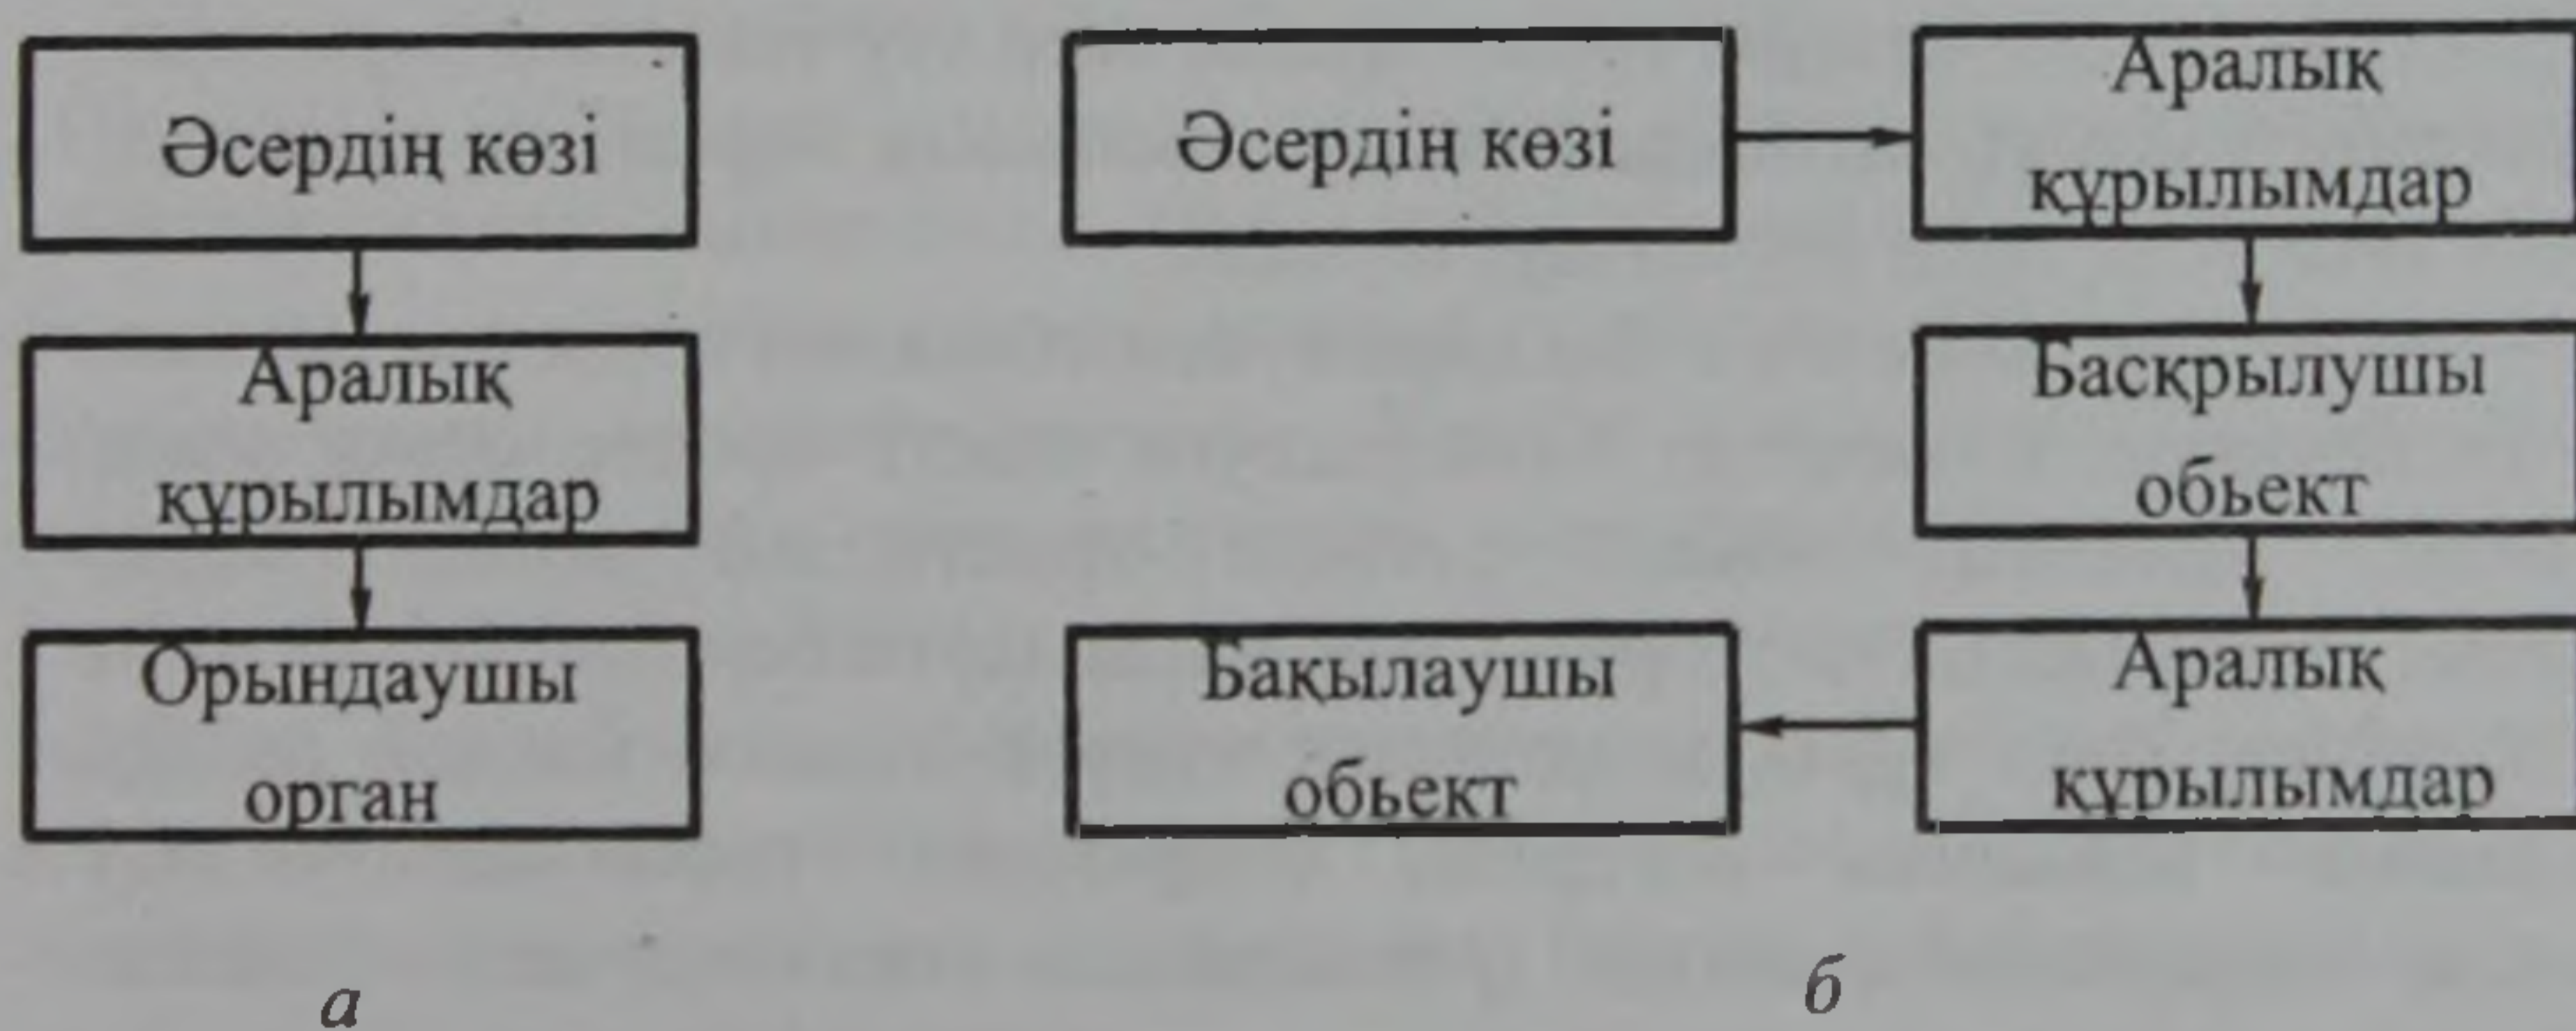 Әсердің көзі
Аралық
құрылымдар
Орындаушы
орган
а
Әсердің көзі
Аралық
құрылымдар
Басқрылушы
обьект
Аралық
құрылымдар
Бақылаушы
обьект
б